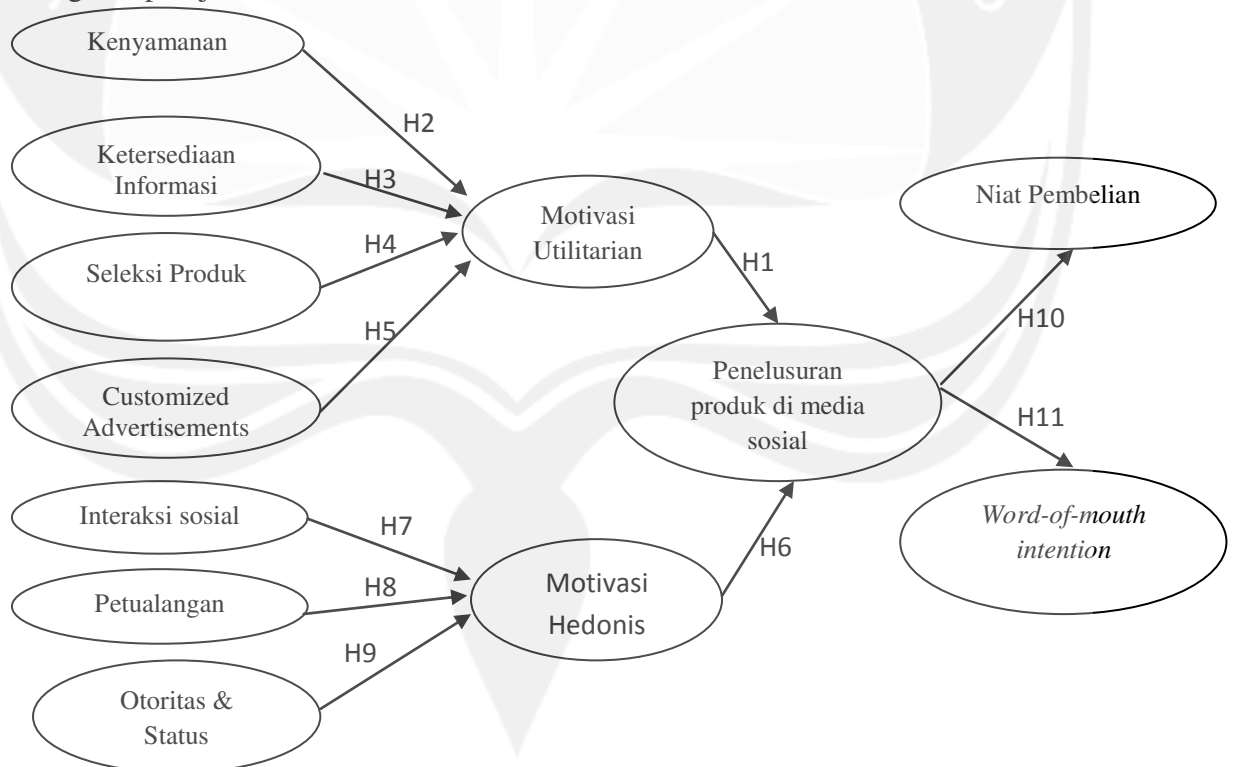 Kenyamanan
H2
Ketersediaan
Informasi
H3
Motivasi
Utilitarian
Niat Pembelian
H4
Seleksi Produk
H1
H5
H10
Penelusuran
produk di media
sosial
Customized
Advertisements
H11
Interaksi sosial
H7
Word-of-mouth
intention
H6
Motivasi
Hedonis
H8
Petualangan
H9
Otoritas &
Status